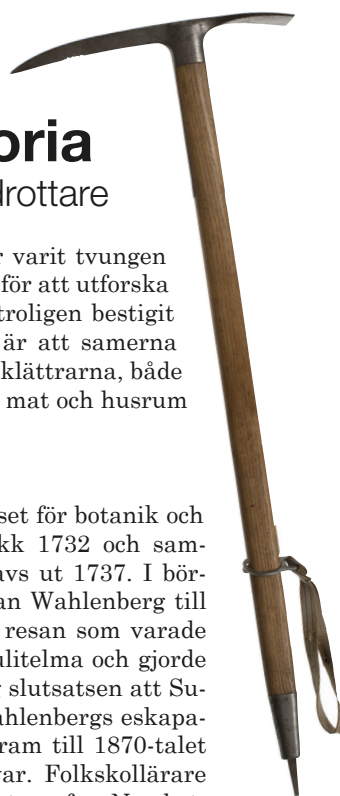 oria
drottare
r varit tvungen
för att utforska
troligen bestigit
är att samerna
klättrarna, både
mat och husrum
set för botanik och
kk 1732 och sam-
avs ut 1737. I bör-
an Wahlenberg till
resan som varade
ulitelma och gjorde
slutsatsen att Su-
ahlenbergs eskapa-
ram till 1870-talet
var. Folkskollärare